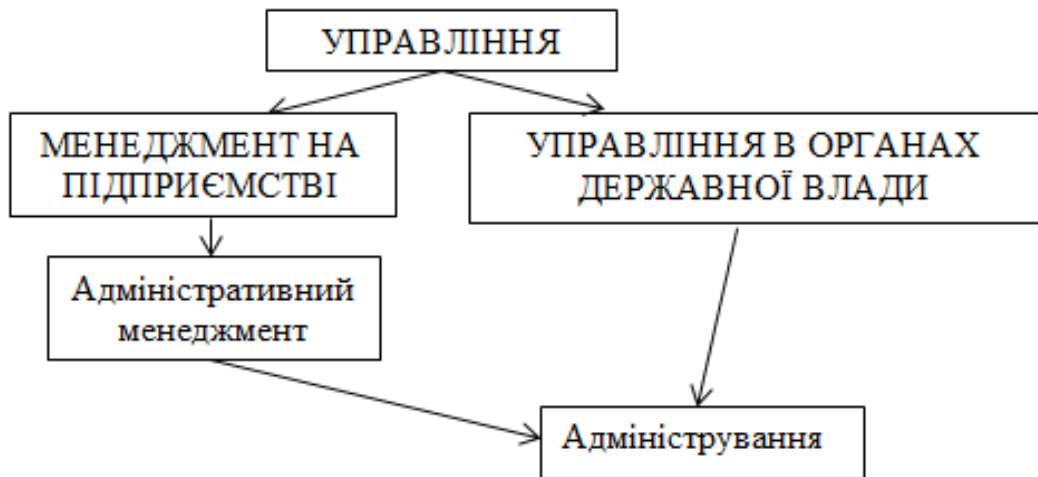 УПРАВЛІННЯ
МЕНЕДЖМЕНТ НА
ПІДПРИЄМСТВІ
УПРАВЛІННЯ В ОРГАНАХ
ДЕРЖАВНОЇ ВЛАДИ
Адміністративний
менеджмент
Адміністрування